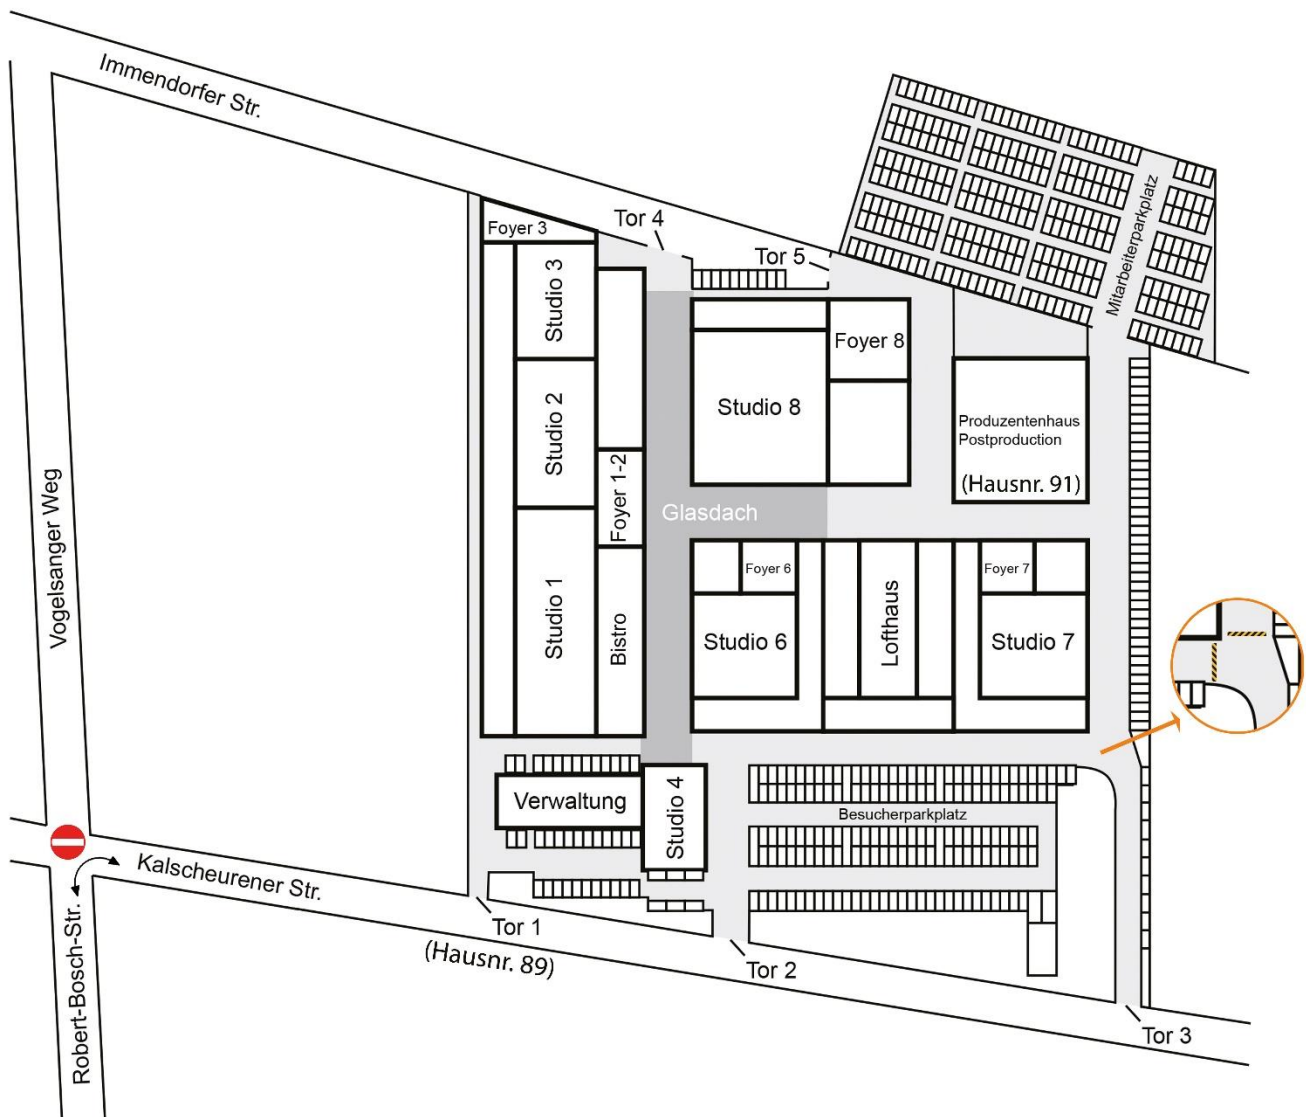 Immendorfer Str.
Mitarbeiterparkplatz
Foyer 3
Tor 4
Tor 5
Studio 3
Foyer 8
Studio 2
Studio 8
Produzentenhaus
Postproduction
(Hausnr. 91)
Vogelsanger Weg
Foyer 1-2
Glasdach
Studio 1
Bistro
Foyer 6
Studio 6
Lofthaus
Foyer 7
Studio 7
Verwaltung
Studio 4
Besucherparkplatz
Kalscheurener Str.
Robert-Bosch-Str.
Tor 1
(Hausnr. 89)
Tor 2
Tor 3